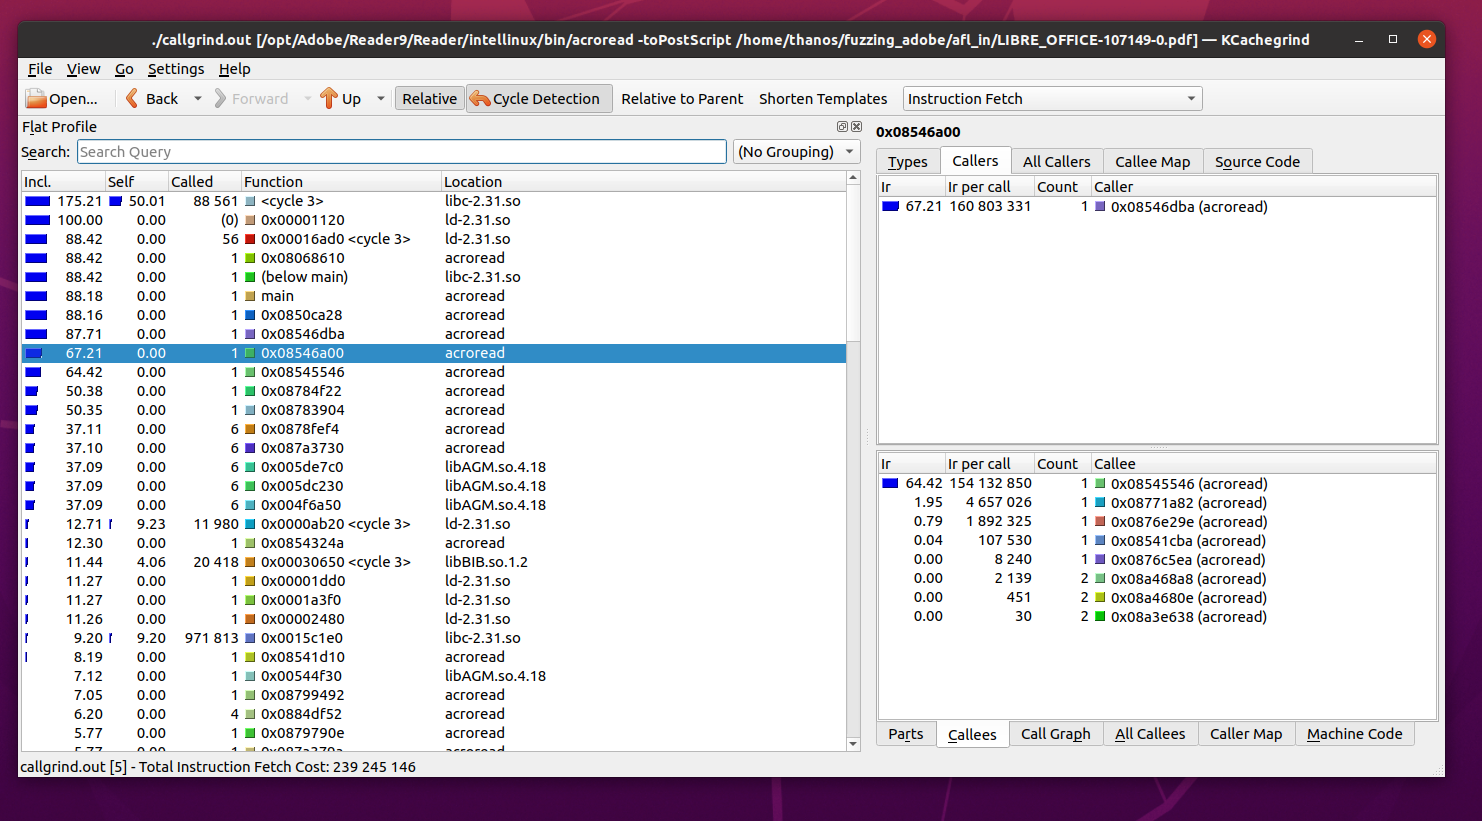 ./callgrind.out [/opt/Adobe/Reader9/Reader/intellinux/bin/acroread -toPostScript /home/thanos/fuzzing_adobe/afl_in/LIBRE_OFFICE-107149-0.pdf] — KCachegrind
File View Go Settings Help
Open... Back Forward Up Relative Cycle Detection Relative to Parent Shorten Templates Instruction Fetch
Flat Profile
Search: Search Query (No Grouping)
Incl. Self Called Function Location
175.21 50.01 88 561 <cycle 3> libc-2.31.so
100.00 0.00 (0) 0x00001120 ld-2.31.so
88.42 0.00 56 0x00016ad0 <cycle 3> ld-2.31.so
88.42 0.00 1 0x08068610 acroread
88.42 0.00 1 (below main) libc-2.31.so
88.18 0.00 1 main acroread
88.16 0.00 1 0x0850ca28 acroread
87.71 0.00 1 0x08546dba acroread
67.21 0.00 1 0x08546a00 acroread
64.42 0.00 1 0x08545546 acroread
50.38 0.00 1 0x08784f22 acroread
50.35 0.00 1 0x08783904 acroread
37.11 0.00 6 0x0878fef4 acroread
37.10 0.00 6 0x087a3730 acroread
37.09 0.00 6 0x005de7c0 libAGM.so.4.18
37.09 0.00 6 0x005dc230 libAGM.so.4.18
37.09 0.00 6 0x004f6a50 libAGM.so.4.18
12.71 9.23 11 980 0x0000ab20 <cycle 3> ld-2.31.so
12.30 0.00 1 0x0854324a acroread
11.44 4.06 20 418 0x00030650 <cycle 3> libBIB.so.1.2
11.27 0.00 1 0x00001dd0 ld-2.31.so
11.27 0.00 1 0x0001a3f0 ld-2.31.so
11.26 0.00 1 0x00002480 ld-2.31.so
9.20 9.20 971 813 0x0015c1e0 libc-2.31.so
8.19 0.00 1 0x08541d10 acroread
7.12 0.00 1 0x00544f30 libAGM.so.4.18
7.05 0.00 1 0x08799492 acroread
6.20 0.00 4 0x0884df52 acroread
5.77 0.00 1 0x0879790e acroread
5.77 0.00 1 0x087a379a acroread
callgrind.out [5] - Total Instruction Fetch Cost: 239 245 146
0x08546a00
Types Callers All Callers Callee Map Source Code
Ir Ir per call Count Caller
67.21 160 803 331 1 0x08546dba (acroread)
Ir Ir per call Count Callee
64.42 154 132 850 1 0x08545546 (acroread)
1.95 4 657 026 1 0x08771a82 (acroread)
0.79 1 892 325 1 0x0876e29e (acroread)
0.04 107 530 1 0x08541cba (acroread)
0.00 8 240 1 0x0876c5ea (acroread)
0.00 2 139 2 0x08a468a8 (acroread)
0.00 451 2 0x08a4680e (acroread)
0.00 30 2 0x08a3e638 (acroread)
Parts Callees Call Graph All Callees Caller Map Machine Code